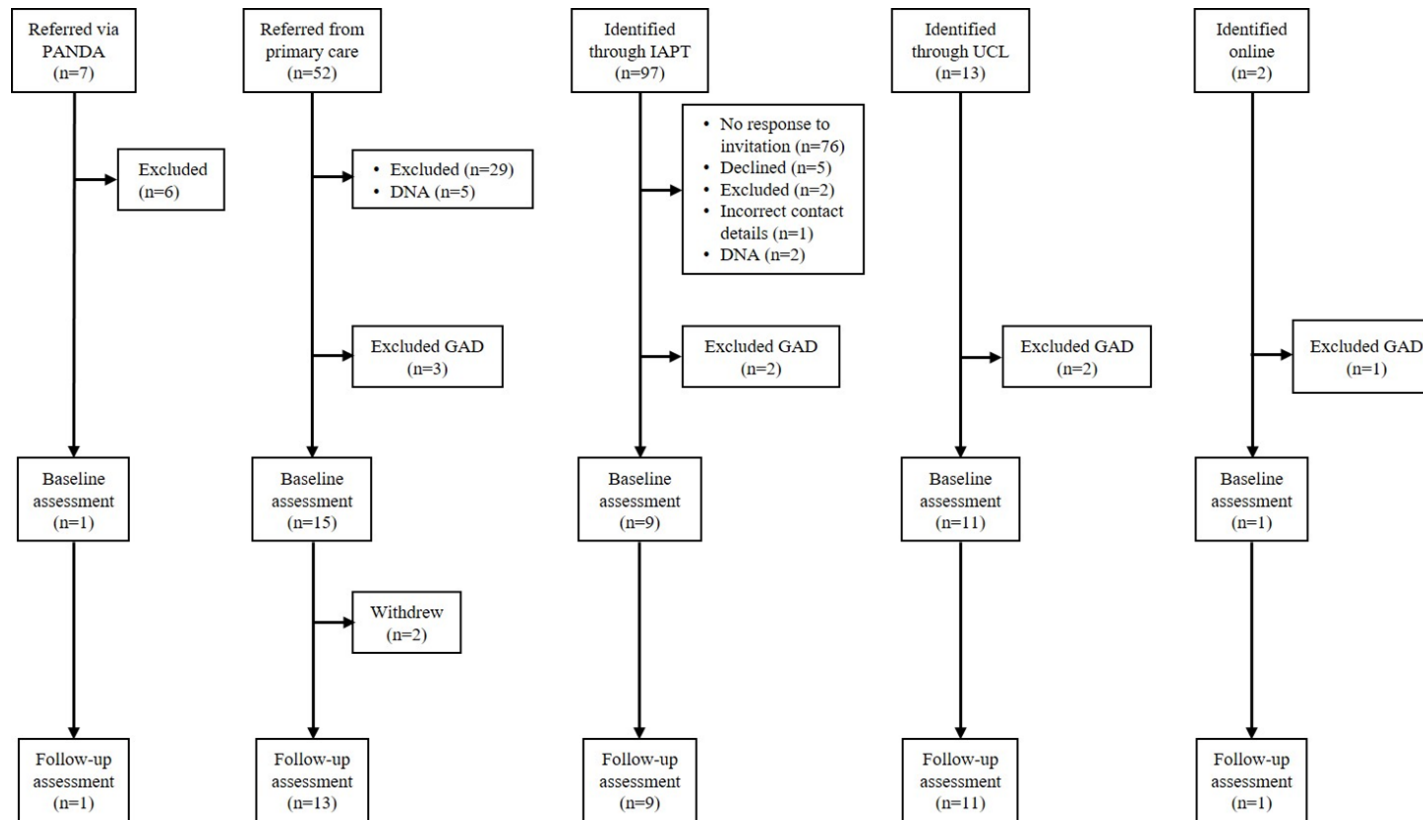 Referred via
PANDA
(n=7)
Referred from
primary care
(n=52)
Identified
through IAPT
(n=97)
Identified
through UCL
(n=13)
Identified
online
(n=2)
Excluded
(n=6)
• Excluded (n=29)
• DNA (n=5)
• No response to
invitation (n=76)
• Declined (n=5)
• Excluded (n=2)
• Incorrect contact
details (n=1)
• DNA (n=2)
Excluded GAD
(n=3)
Excluded GAD
(n=2)
Excluded GAD
(n=2)
Excluded GAD
(n=1)
Baseline
assessment
(n=1)
Baseline
assessment
(n=15)
Baseline
assessment
(n=9)
Baseline
assessment
(n=11)
Baseline
assessment
(n=1)
Withdrew
(n=2)
Follow-up
assessment
(n=1)
Follow-up
assessment
(n=13)
Follow-up
assessment
(n=9)
Follow-up
assessment
(n=11)
Follow-up
assessment
(n=1)